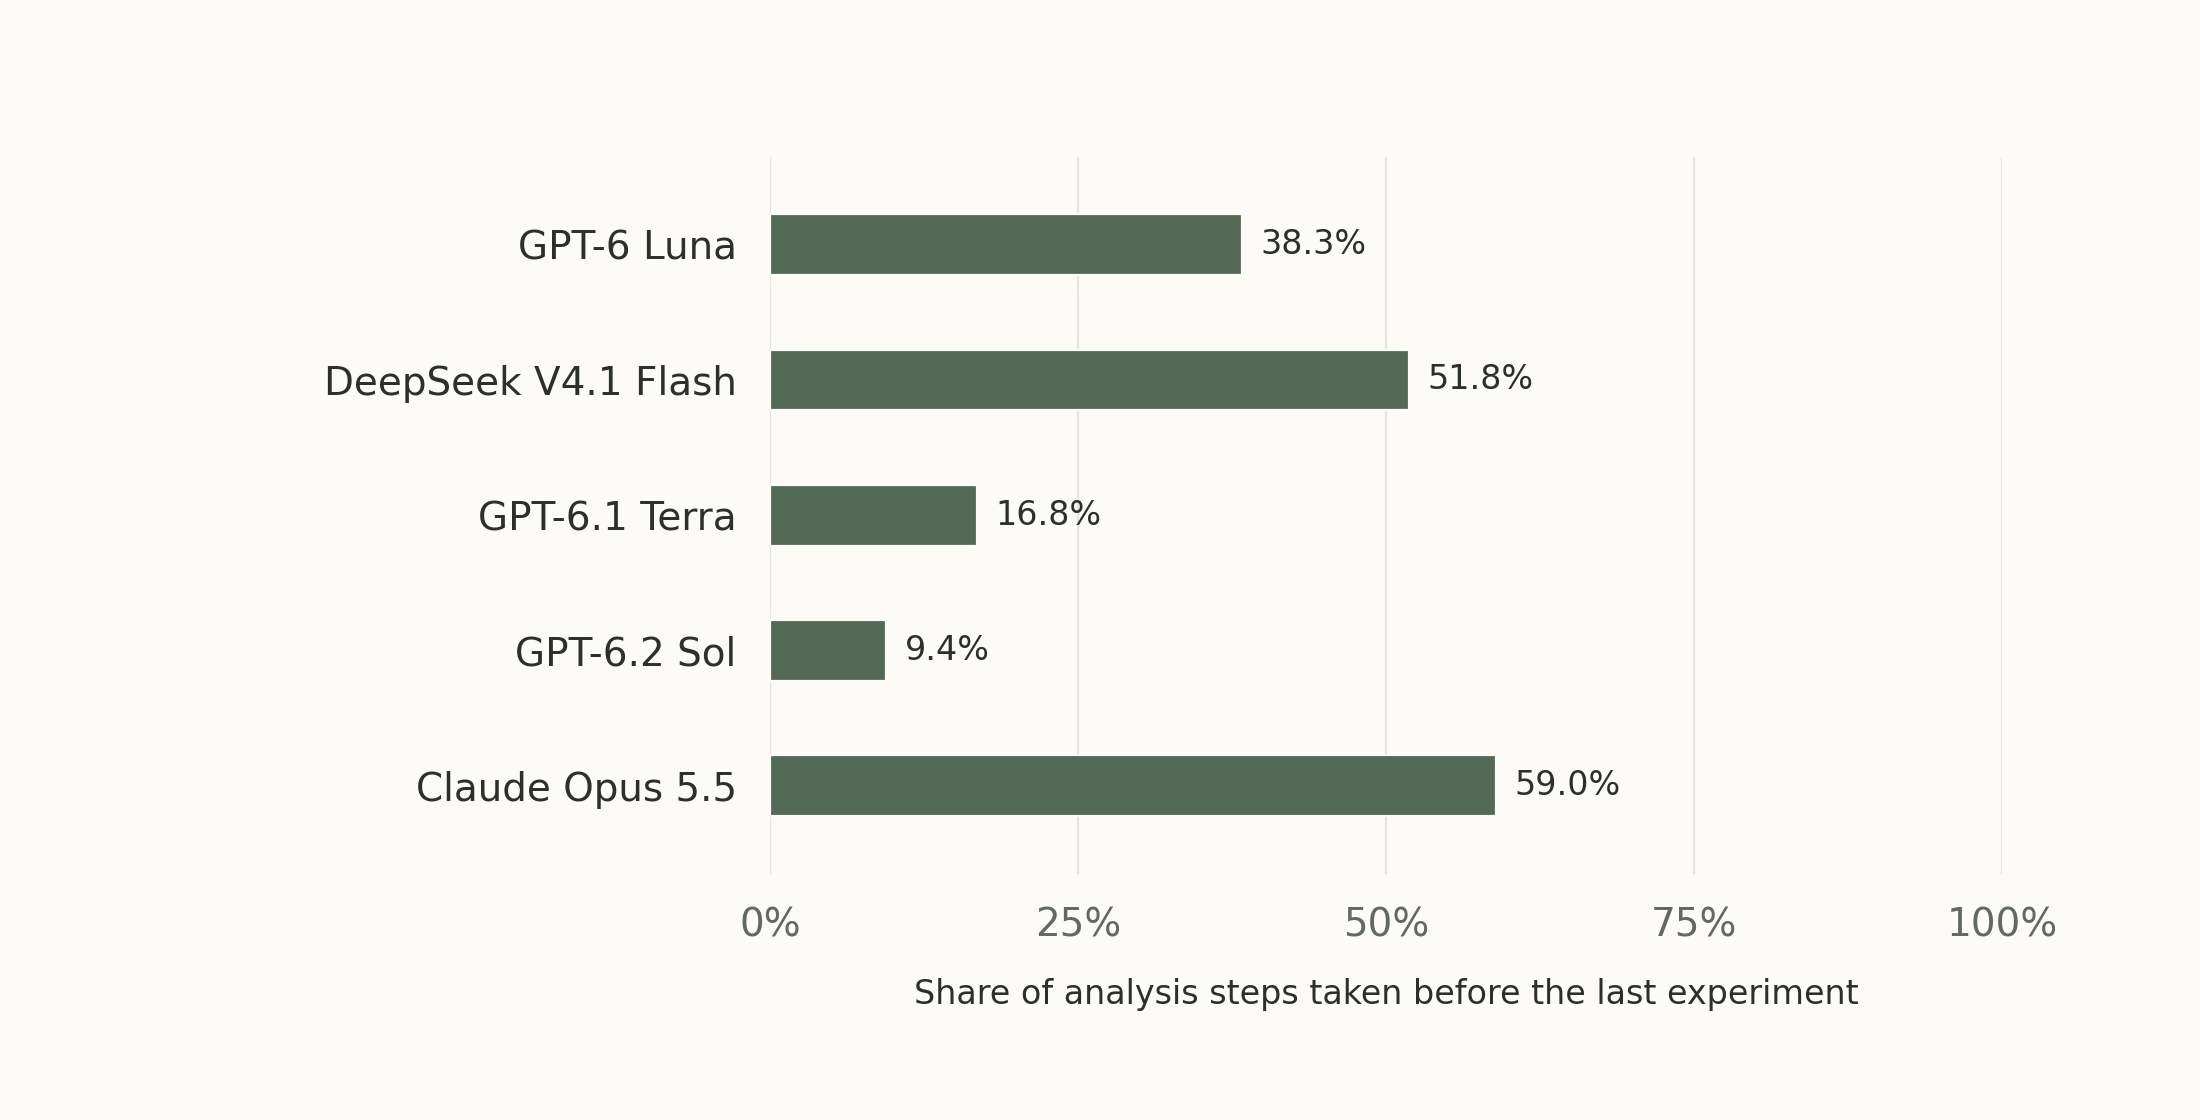 GPT-6 Luna 38.3%
DeepSeek V4.1 Flash 51.8%
GPT-6.1 Terra 16.8%
GPT-6.2 Sol 9.4%
Claude Opus 5.5 59.0%
0% 25% 50% 75% 100%
Share of analysis steps taken before the last experiment